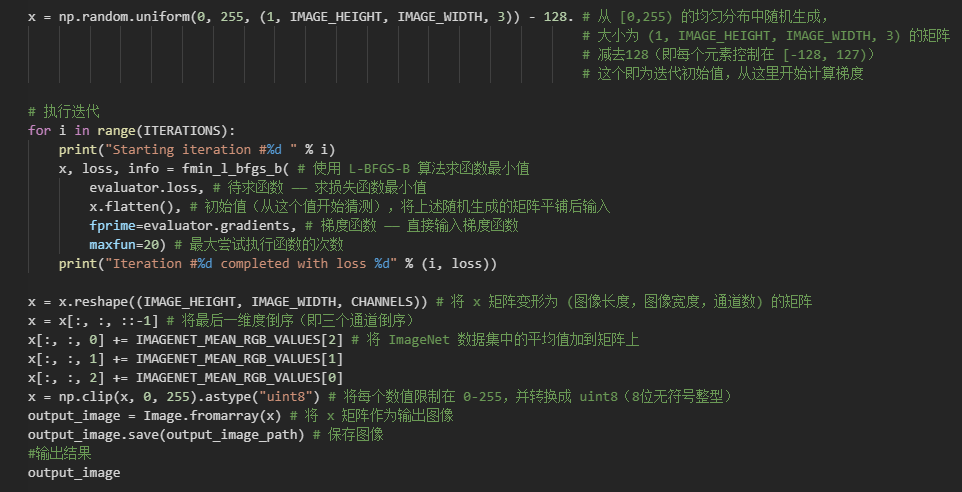 x = np.random.uniform(0, 255, (1, IMAGE_HEIGHT, IMAGE_WIDTH, 3)) - 128. # 从 [0,255) 的均匀分布中随机生成，
# 大小为 (1, IMAGE_HEIGHT, IMAGE_WIDTH, 3) 的矩阵
# 减去128（即每个元素控制在 [-128, 127)）
# 这个即为迭代初始值，从这里开始计算梯度
# 执行迭代
for i in range(ITERATIONS):
    print("Starting iteration #%d " % i)
    x, loss, info = fmin_l_bfgs_b( # 使用 L-BFGS-B 算法求函数最小值
        evaluator.loss, # 待求函数 —— 求损失函数最小值
        x.flatten(), # 初始值（从这个值开始猜测），将上述随机生成的矩阵平铺后输入
        fprime=evaluator.gradients, # 梯度函数 —— 直接输入梯度函数
        maxfun=20) # 最大尝试执行函数的次数
    print("Iteration #%d completed with loss %d" % (i, loss))
x = x.reshape((IMAGE_HEIGHT, IMAGE_WIDTH, CHANNELS)) # 将 x 矩阵变形为 (图像长度，图像宽度，通道数) 的矩阵
x = x[:, :, ::-1] # 将最后一维度倒序（即三个通道倒序）
x[:, :, 0] += IMAGENET_MEAN_RGB_VALUES[2] # 将 ImageNet 数据集中的平均值加到矩阵上
x[:, :, 1] += IMAGENET_MEAN_RGB_VALUES[1]
x[:, :, 2] += IMAGENET_MEAN_RGB_VALUES[0]
x = np.clip(x, 0, 255).astype("uint8") # 将每个数值限制在 0-255，并转换成 uint8（8位无符号整型）
output_image = Image.fromarray(x) # 将 x 矩阵作为输出图像
output_image.save(output_image_path) # 保存图像
#输出结果
output_image